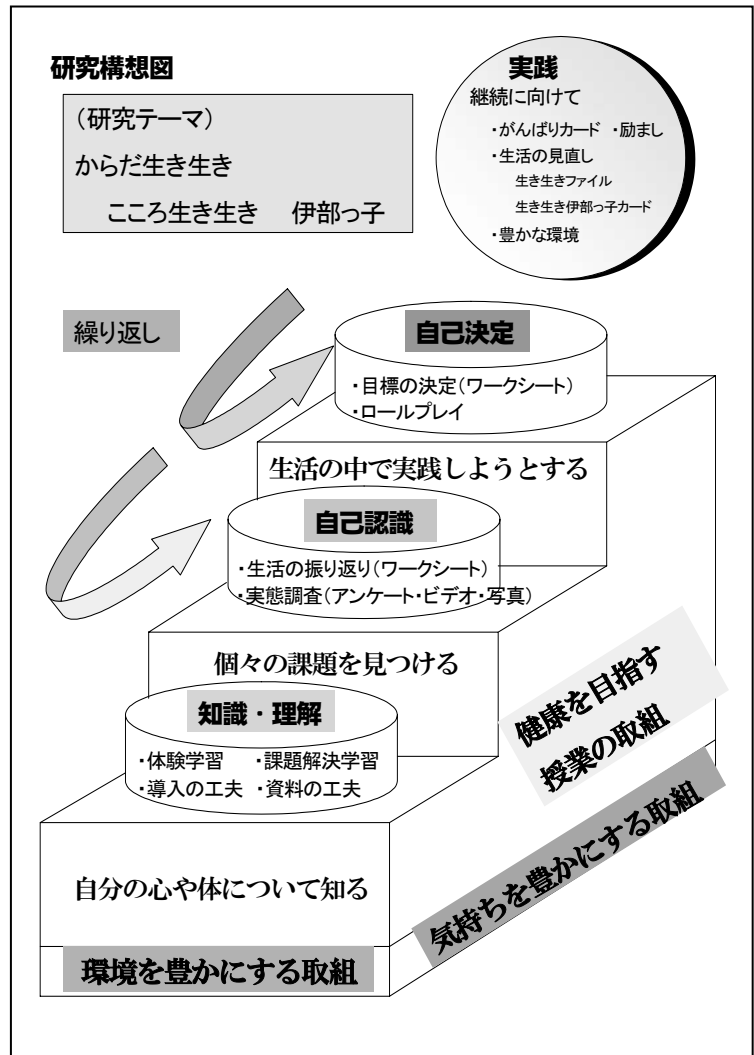 研究構想図
(研究テーマ)
からだ生き生き
こころ生き生き 伊部っ子
実践
継続に向けて
・がんばりカード ・励まし
・生活の見直し
生き生きファイル
生き生き伊部っ子カード
・豊かな環境
繰り返し
自己決定
・目標の決定(ワークシート)
・ロールプレイ
生活の中で実践しようとする
自己認識
・生活の振り返り(ワークシート)
・実態調査(アンケート・ビデオ・写真)
個々の課題を見つける
知識・理解
・体験学習 ・課題解決学習
・導入の工夫 ・資料の工夫
自分の心や体について知る
環境を豊かにする取組
健康を目指す
授業の取組
気持ちを豊かにする取組